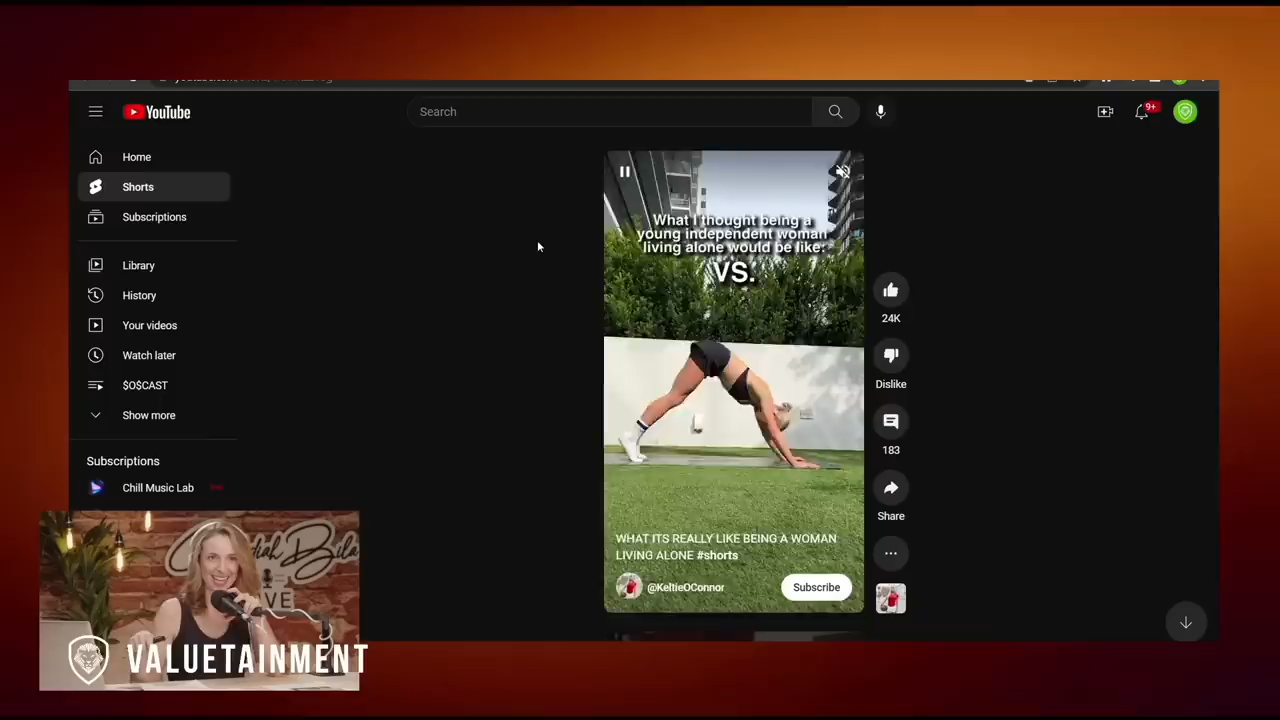 YouTube
Search
9+
Home
Shorts
Subscriptions
Library
History
Your videos
Watch later
$O$CAST
Show more
Subscriptions
Chill Music Lab
What I thought being a
young independent woman
living alone would be like:
VS.
24K
Dislike
183
Share
WHAT ITS REALLY LIKE BEING A WOMAN
LIVING ALONE #shorts
@KeltieOConnor
Subscribe
VALUETAINMENT